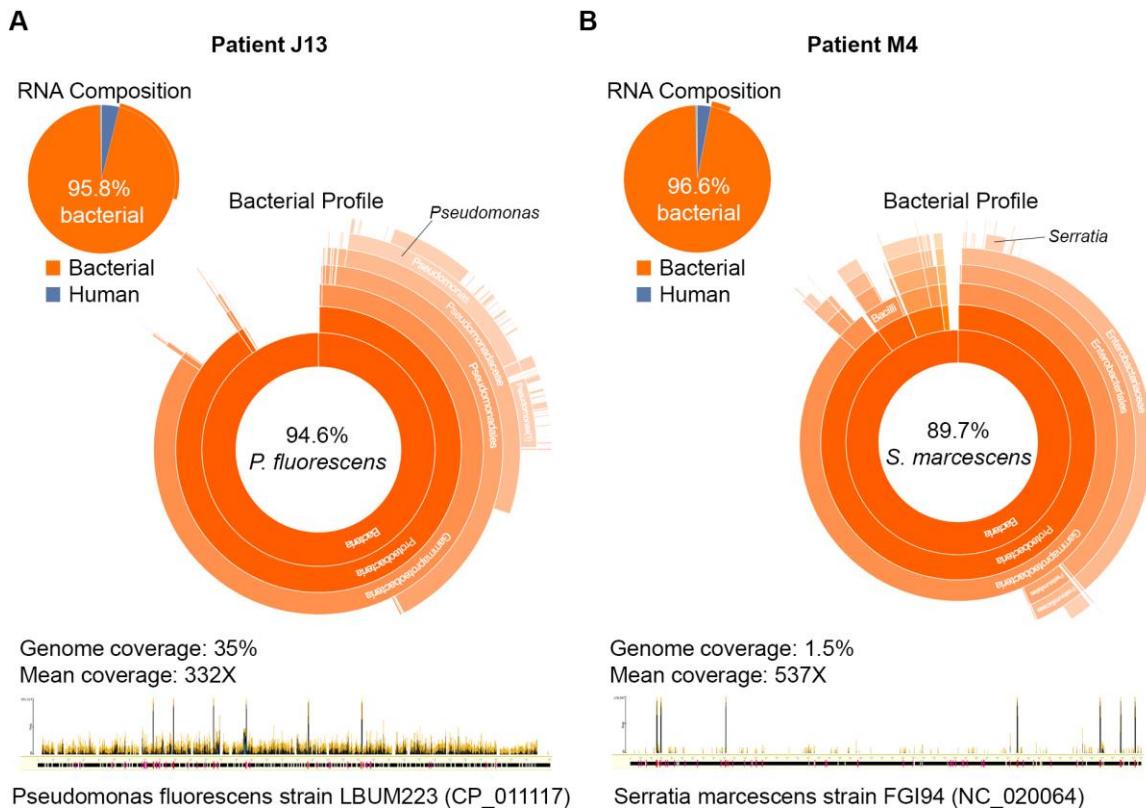 A
Patient J13
RNA Composition
95.8%
bacterial
Bacterial
Human
Bacterial Profile
Pseudomonas
Pseudomonas
Pseudomonadaceae
Pseudomonadales
Gammaproteobacteria
Proteobacteria
Bacteria
94.6%
P. fluorescens
Genome coverage: 35%
Mean coverage: 332X
Pseudomonas fluorescens strain LBUM223 (CP_011117)
B
Patient M4
RNA Composition
96.6%
bacterial
Bacterial
Human
Bacterial Profile
Serratia
Bacilli
Enterobacteriaceae
Enterobacteriales
Gammaproteobacteria
Proteobacteria
Bacteria
89.7%
S. marcescens
Genome coverage: 1.5%
Mean coverage: 537X
Serratia marcescens strain FGI94 (NC_020064)